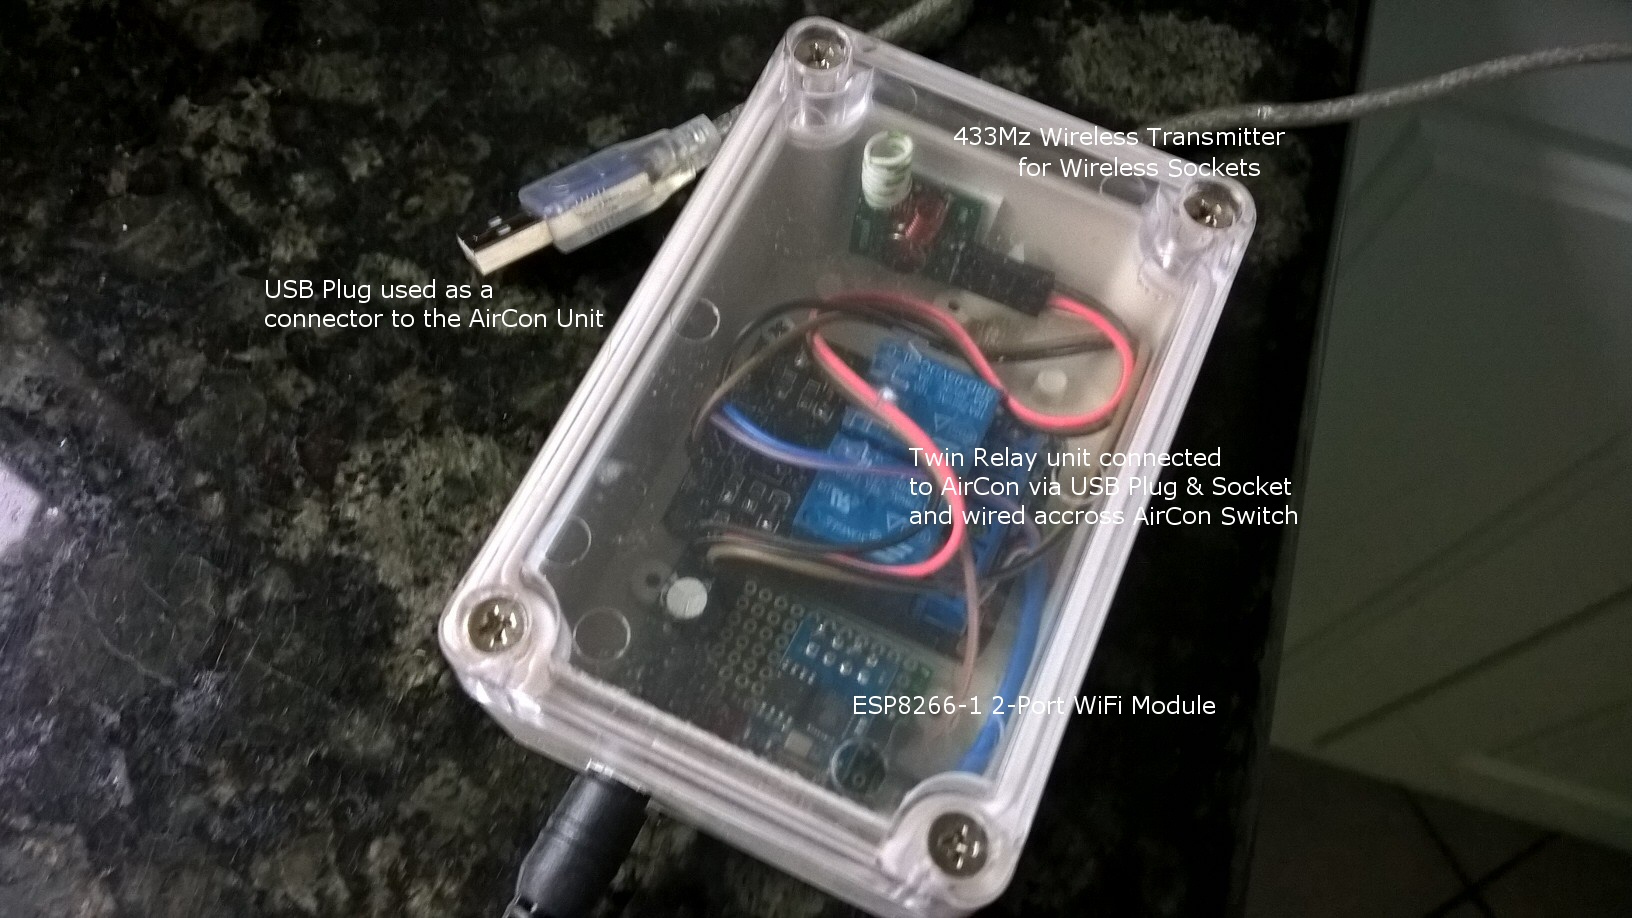 433Mz Wireless Transmitter
for Wireless Sockets
USB Plug used as a
connector to the AirCon Unit
Twin Relay unit connected
to AirCon via USB Plug & Socket
and wired accross AirCon Switch
ESP8266-1 2-Port WiFi Module